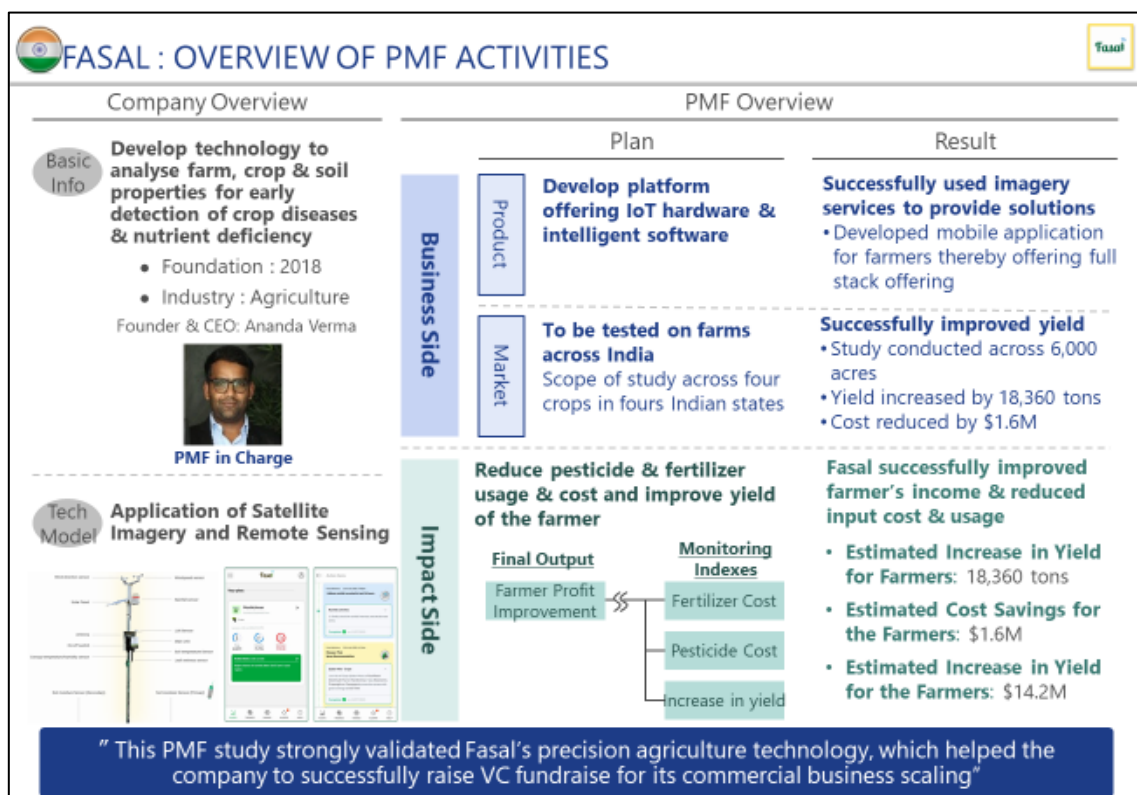 FASAL : OVERVIEW OF PMF ACTIVITIES
Fasal
Company Overview
Basic
Info
Develop technology to
analyse farm, crop & soil
properties for early
detection of crop diseases
& nutrient deficiency
• Foundation : 2018
• Industry : Agriculture
Founder & CEO: Ananda Verma
PMF in Charge
Tech
Model
Application of Satellite
Imagery and Remote Sensing
fasal
PMF Overview
Plan
Result
Business Side
Product
Develop platform
offering IoT hardware &
intelligent software
Successfully used imagery
services to provide solutions
• Developed mobile application
for farmers thereby offering full
stack offering
Market
To be tested on farms
across India
Scope of study across four
crops in fours Indian states
Successfully improved yield
• Study conducted across 6,000
acres
• Yield increased by 18,360 tons
• Cost reduced by $1.6M
Impact Side
Reduce pesticide & fertilizer
usage & cost and improve yield
of the farmer
Final Output
Farmer Profit
Improvement
Monitoring
Indexes
Fertilizer Cost
Pesticide Cost
Increase in yield
Fasal successfully improved
farmer's income & reduced
input cost & usage
• Estimated Increase in Yield
for Farmers: 18,360 tons
• Estimated Cost Savings for
the Farmers: $1.6M
• Estimated Increase in Yield
for the Farmers: $14.2M
" This PMF study strongly validated Fasal's precision agriculture technology, which helped the
company to successfully raise VC fundraise for its commercial business scaling"